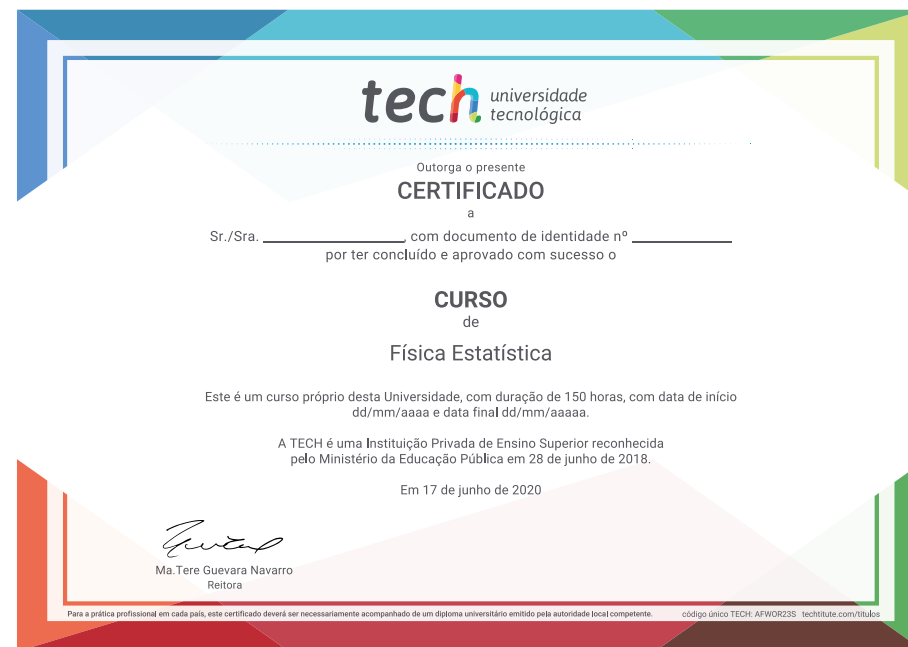 tech universidade
tecnológica
Outorga o presente
CERTIFICADO
a
Sr./Sra. ____________, com documento de identidade nº ____________
por ter concluído e aprovado com sucesso o
CURSO
de
Física Estatística
Este é um curso próprio desta Universidade, com duração de 150 horas, com data de início
dd/mm/aaaa e data final dd/mm/aaaaa.
A TECH é uma Instituição Privada de Ensino Superior reconhecida
pelo Ministério da Educação Pública em 28 de junho de 2018.
Em 17 de junho de 2020
Ma.Tere Guevara Navarro
Reitora
Para a prática profissional em cada país, este certificado deverá ser necessariamente acompanhado de um diploma universitário emitido pela autoridade local competente. código único TECH: AFWOR23S techtitute.com/titulos